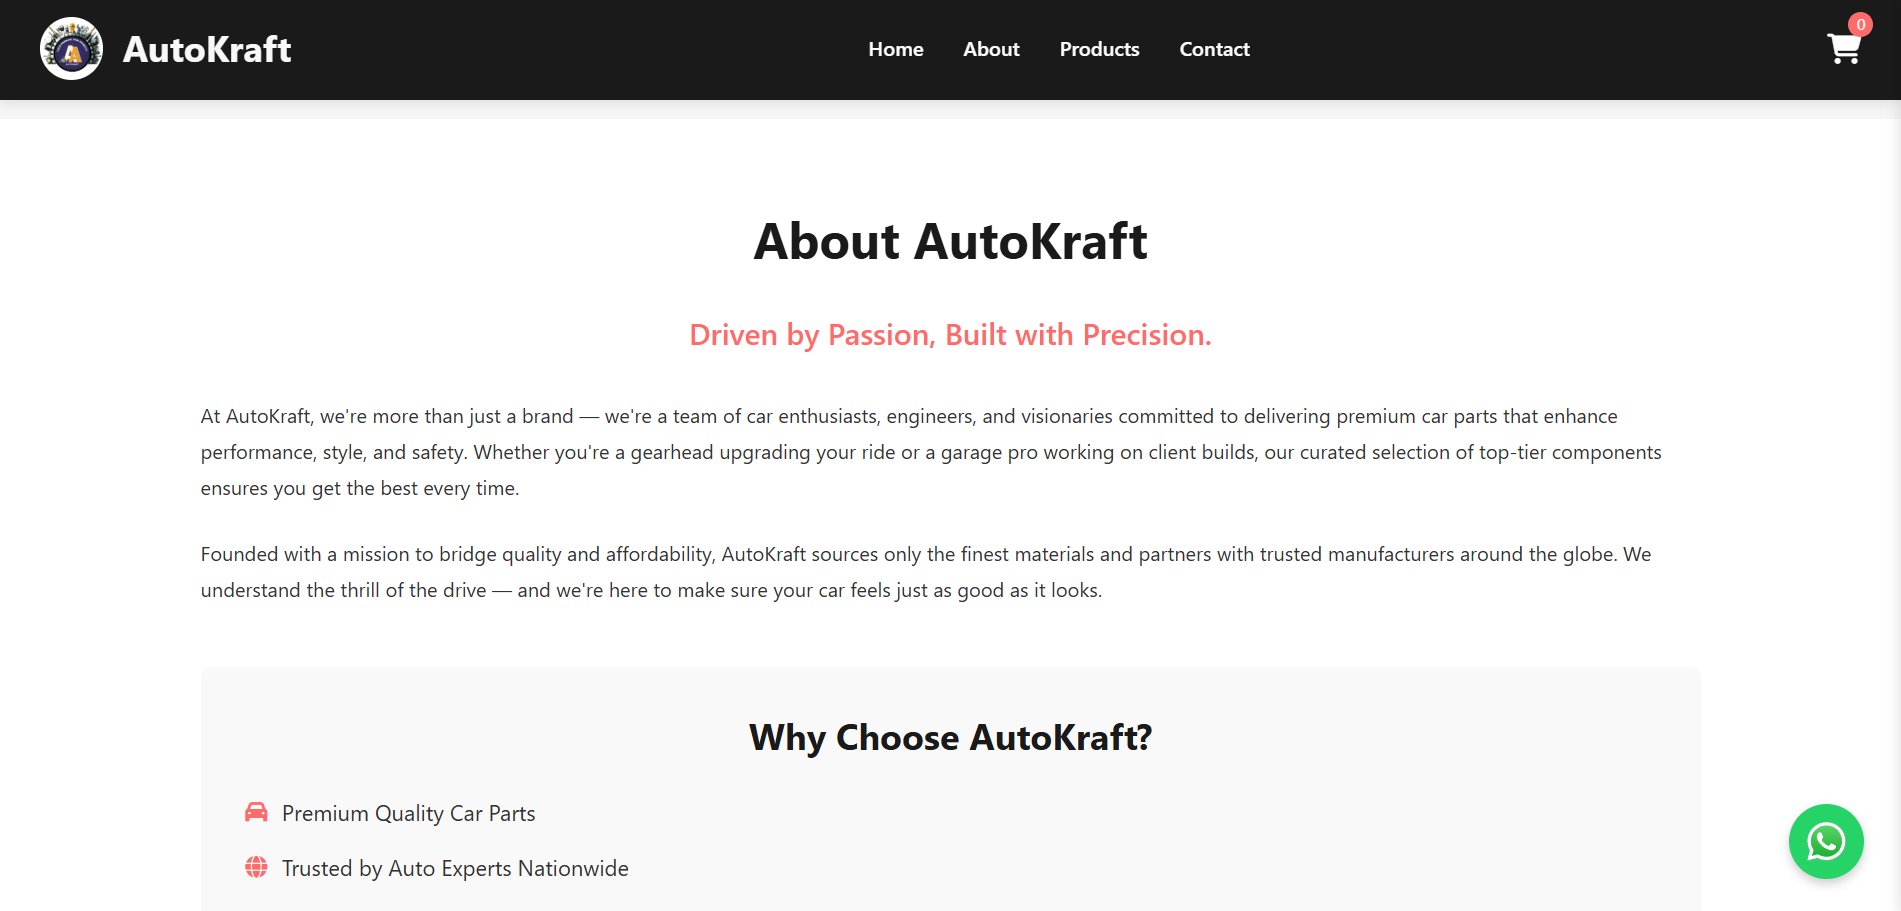 AutoKraft
Home
About
Products
Contact
0
About AutoKraft
Driven by Passion, Built with Precision.
At AutoKraft, we're more than just a brand — we're a team of car enthusiasts, engineers, and visionaries committed to delivering premium car parts that enhance
performance, style, and safety. Whether you're a gearhead upgrading your ride or a garage pro working on client builds, our curated selection of top-tier components
ensures you get the best every time.
Founded with a mission to bridge quality and affordability, AutoKraft sources only the finest materials and partners with trusted manufacturers around the globe. We
understand the thrill of the drive — and we're here to make sure your car feels just as good as it looks.
Why Choose AutoKraft?
Premium Quality Car Parts
Trusted by Auto Experts Nationwide